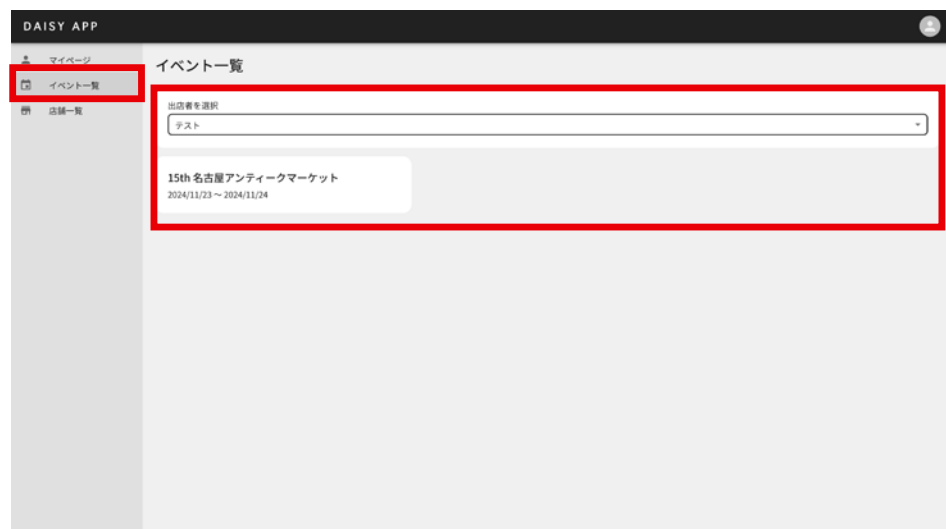 DAISY APP
マイページ
イベント一覧
店舗一覧
イベント一覧
出店者を選択
テスト
15th 名古屋アンティークマーケット
2024/11/23 ～ 2024/11/24